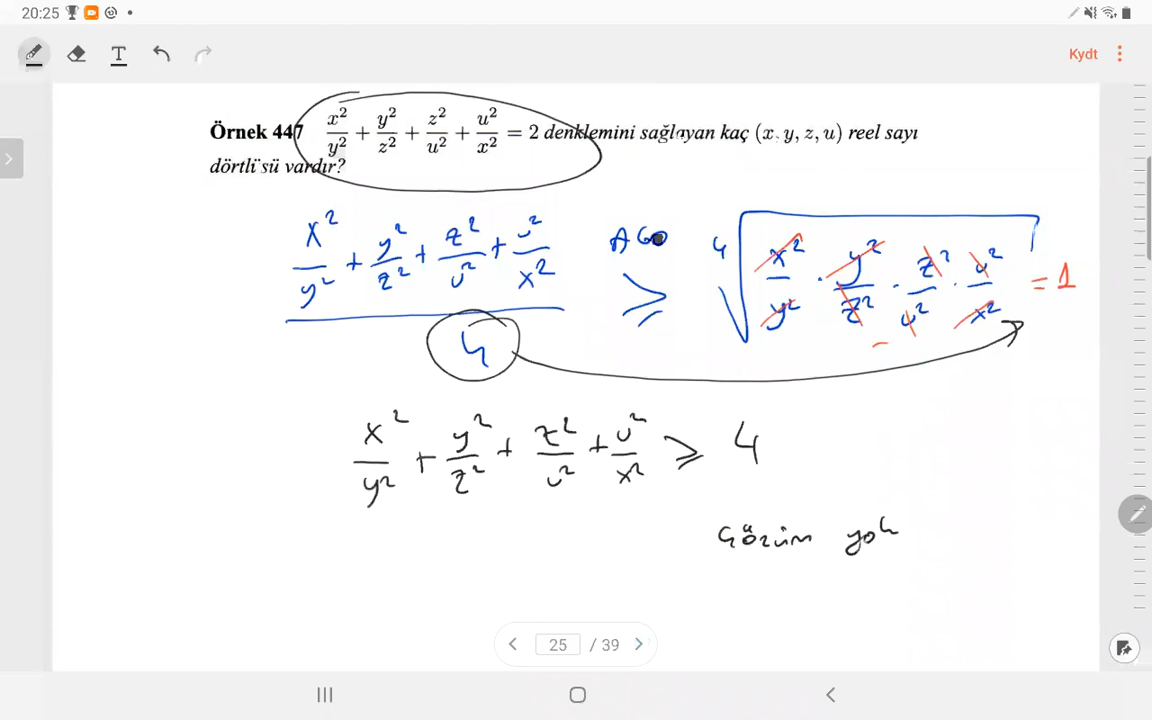 20:25
T
Kydt
Örnek 447 x²/y² + y²/z² + z²/u² + u²/x² = 2 denklemini sağlayan kaç (x, y, z, u) reel sayı
dörtlüsü vardır?
(x²/y² + y²/z² + z²/u² + u²/x²)/4 AGO ≥ ⁴√(x²/y² · y²/z² · z²/u² · u²/x²) = 1
x²/y² + y²/z² + z²/u² + u²/x² ≥ 4
çözüm yok
25 / 39